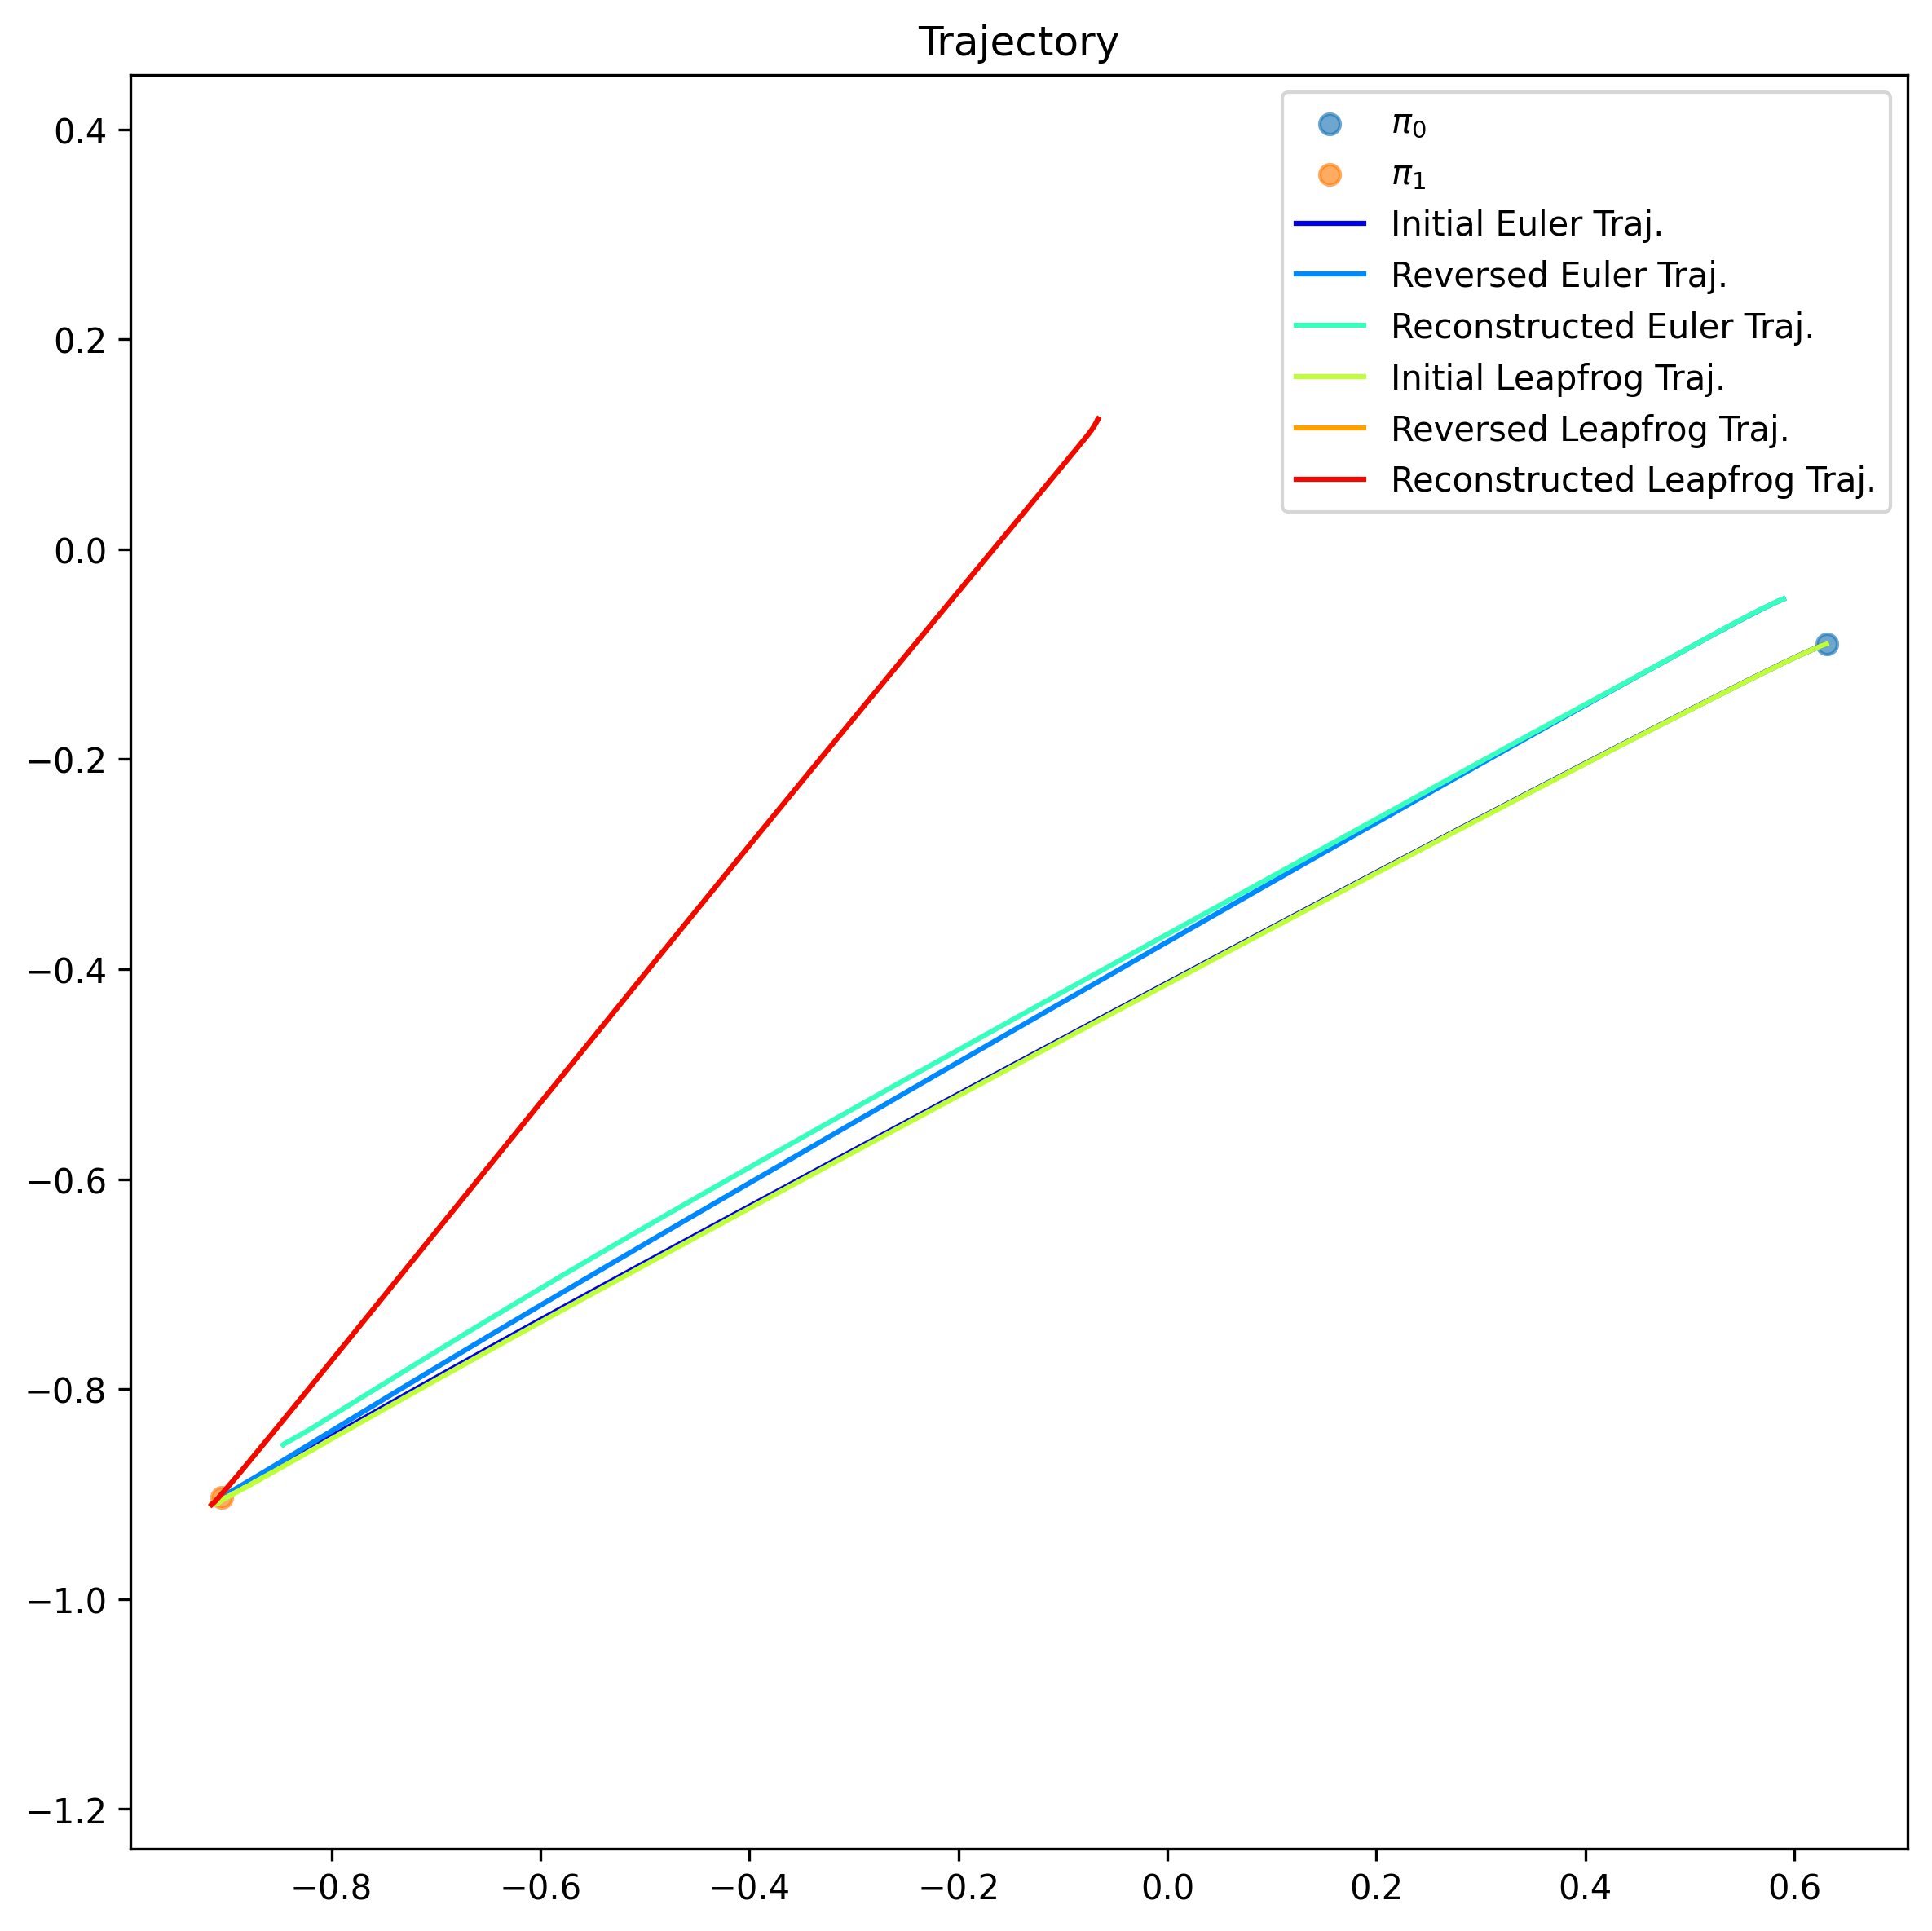 Trajectory
π₀
π₁
Initial Euler Traj.
Reversed Euler Traj.
Reconstructed Euler Traj.
Initial Leapfrog Traj.
Reversed Leapfrog Traj.
Reconstructed Leapfrog Traj.
0.4
0.2
0.0
−0.2
−0.4
−0.6
−0.8
−1.0
−1.2
−0.8 −0.6 −0.4 −0.2 0.0 0.2 0.4 0.6